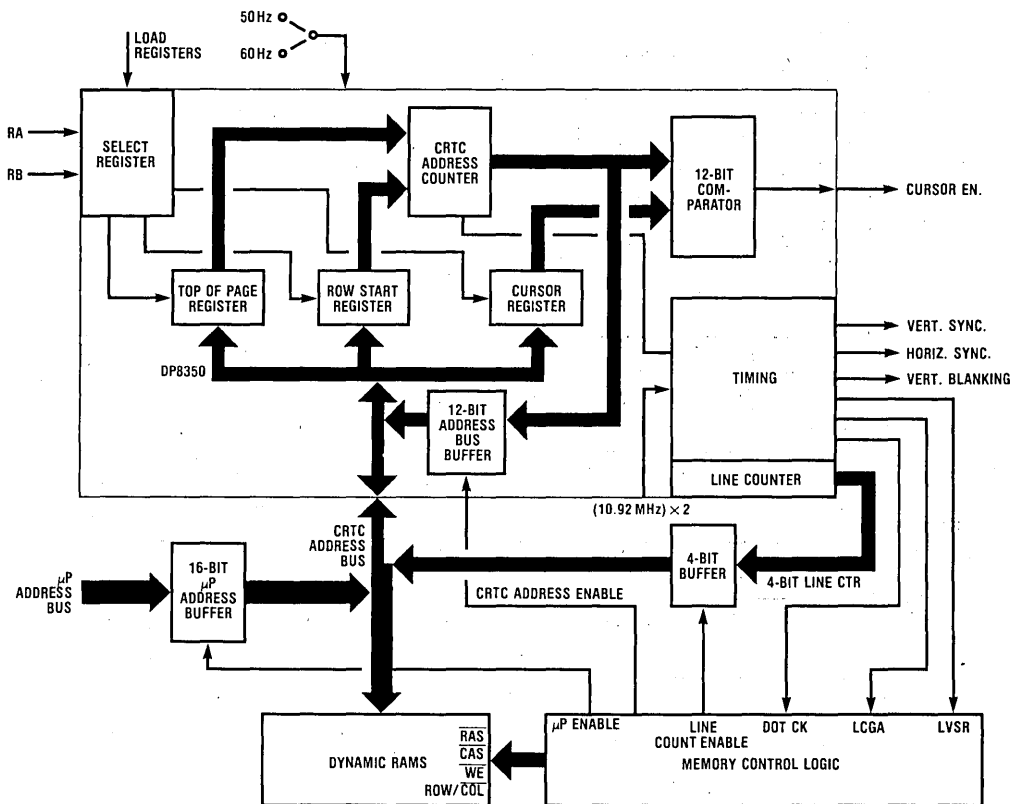 50Hz
60Hz
LOAD
REGISTERS
RA
RB
SELECT
REGISTER
CRTC
ADDRESS
COUNTER
12-BIT
COM-
PARATOR
CURSOR EN.
TOP OF PAGE
REGISTER
ROW START
REGISTER
CURSOR
REGISTER
DP8350
TIMING
VERT. SYNC.
HORIZ. SYNC.
VERT. BLANKING
12-BIT
ADDRESS
BUS
BUFFER
LINE COUNTER
(10.92 MHz) × 2
CRTC
ADDRESS
BUS
16-BIT
μP
ADDRESS
BUFFER
μP
ADDRESS
BUS
4-BIT
BUFFER
4-BIT LINE CTR
CRTC ADDRESS ENABLE
μP ENABLE
LINE
COUNT ENABLE
DOT CK
LCGA
LVSR
MEMORY CONTROL LOGIC
DYNAMIC RAMS
R̅A̅S̅
C̅A̅S̅
W̅E̅
ROW/C̅O̅L̅